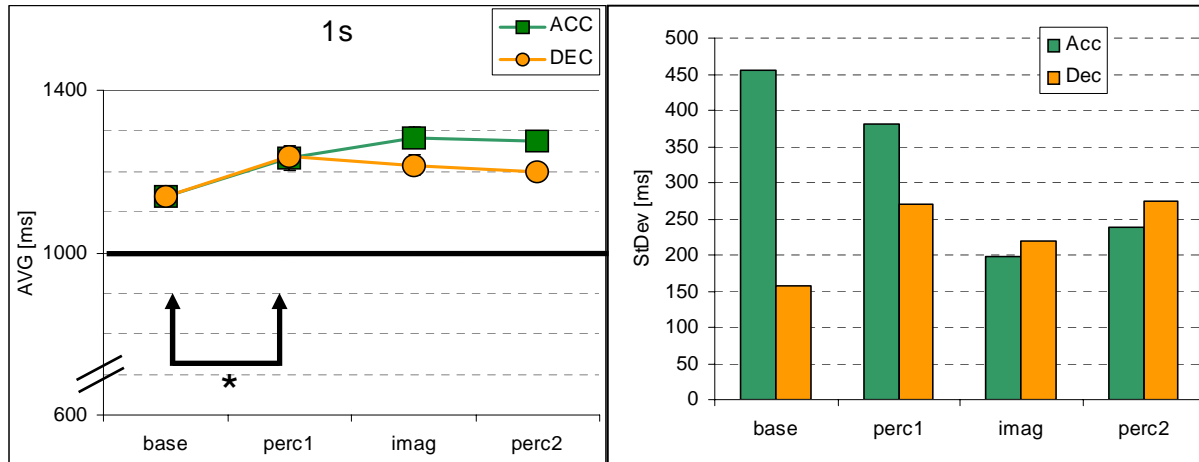 1s
ACC
DEC
AVG [ms]
1400
1000
600
*
base perc1 imag perc2
Acc
Dec
StDev [ms]
500
450
400
350
300
250
200
150
100
50
0
base perc1 imag perc2